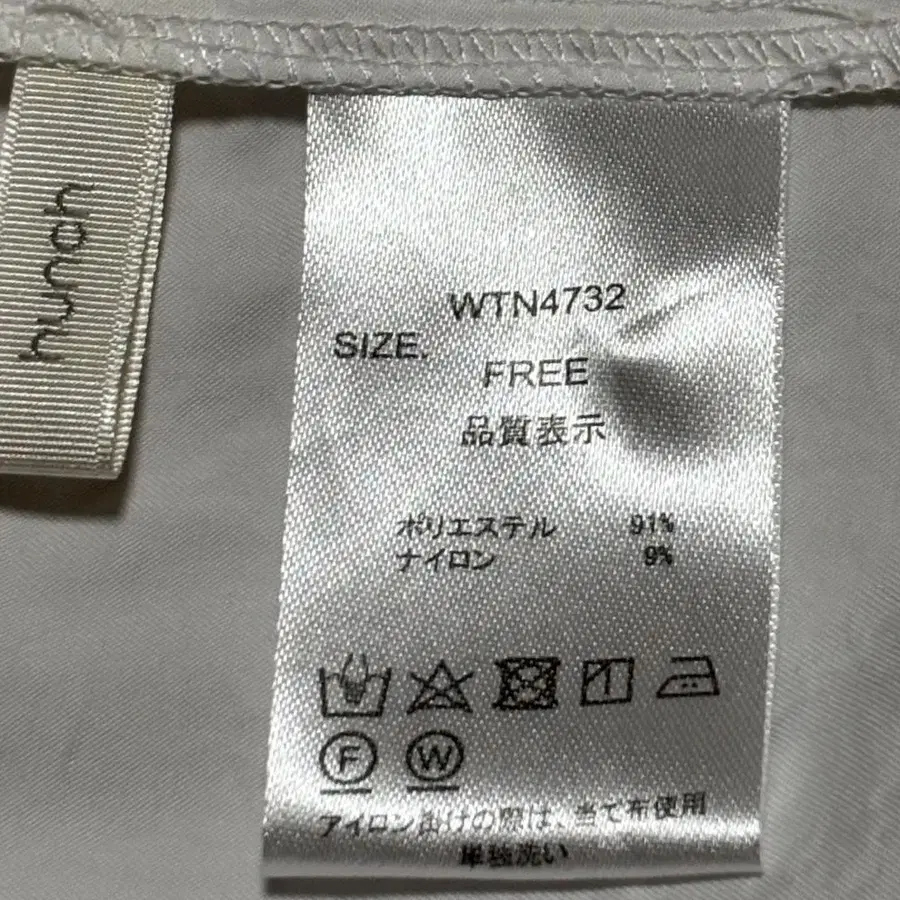 hunch
WTN4732
SIZE.
FREE
品質表示
ポリエステル 91%
ナイロン 9%
F W
アイロン掛けの際は、当て布使用
単独洗い